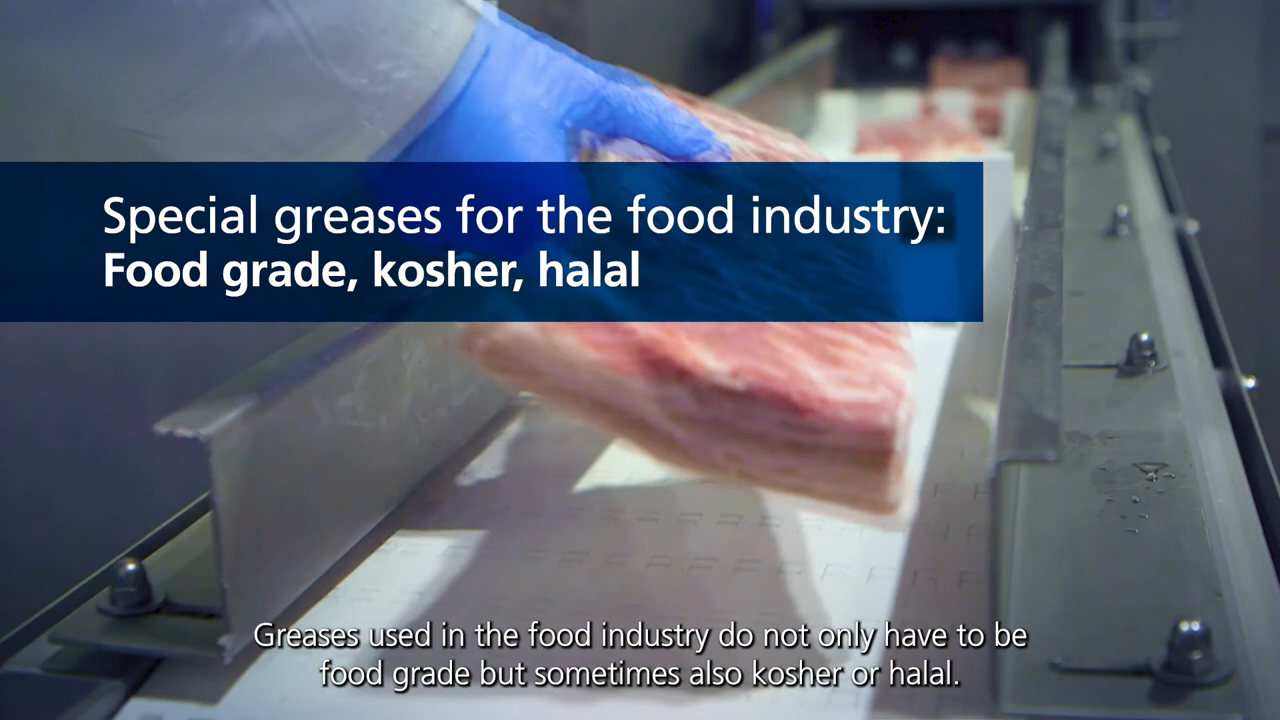 Special greases for the food industry:
Food grade, kosher, halal
Greases used in the food industry do not only have to be
food grade but sometimes also kosher or halal.